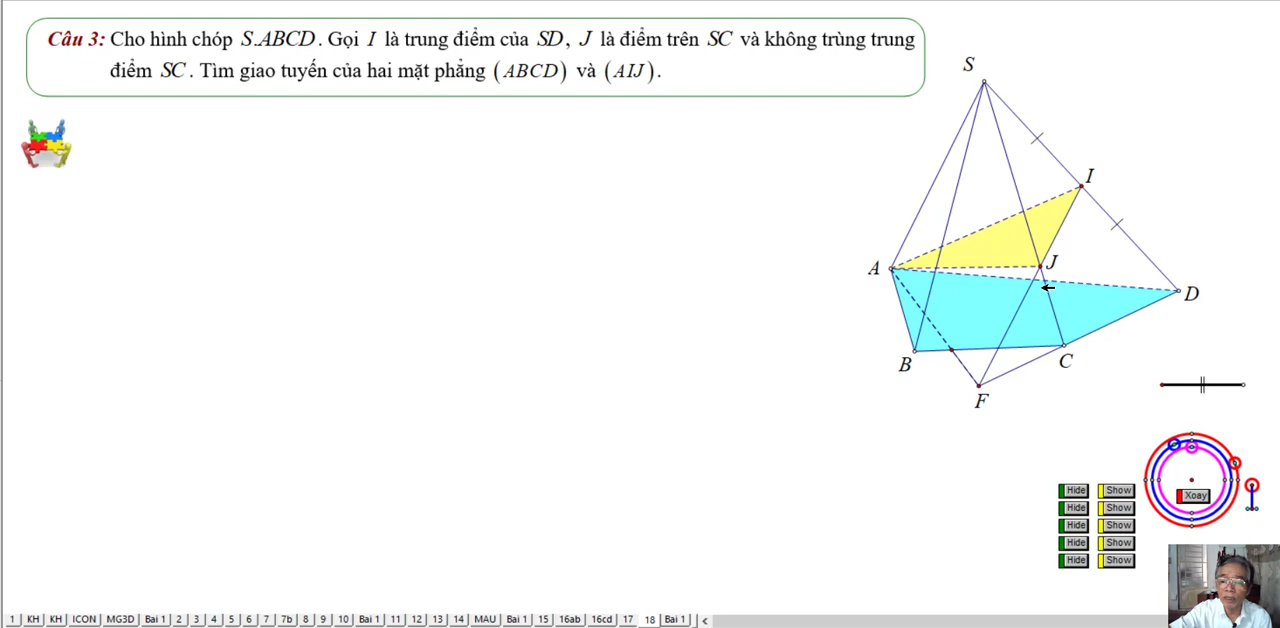 Câu 3: Cho hình chóp S.ABCD. Gọi I là trung điểm của SD, J là điểm trên SC và không trùng trung
điểm SC. Tìm giao tuyến của hai mặt phẳng (ABCD) và (AIJ).
S
I
A
J
D
B
C
F
Xoay
Hide Show
Hide Show
Hide Show
Hide Show
Hide Show
1 KH KH ICON MG3D Bai 1 2 3 4 5 6 7 7b 8 9 10 Bai 1 11 12 13 14 MAU Bai 1 15 16ab 16cd 17 18 Bai 1 <